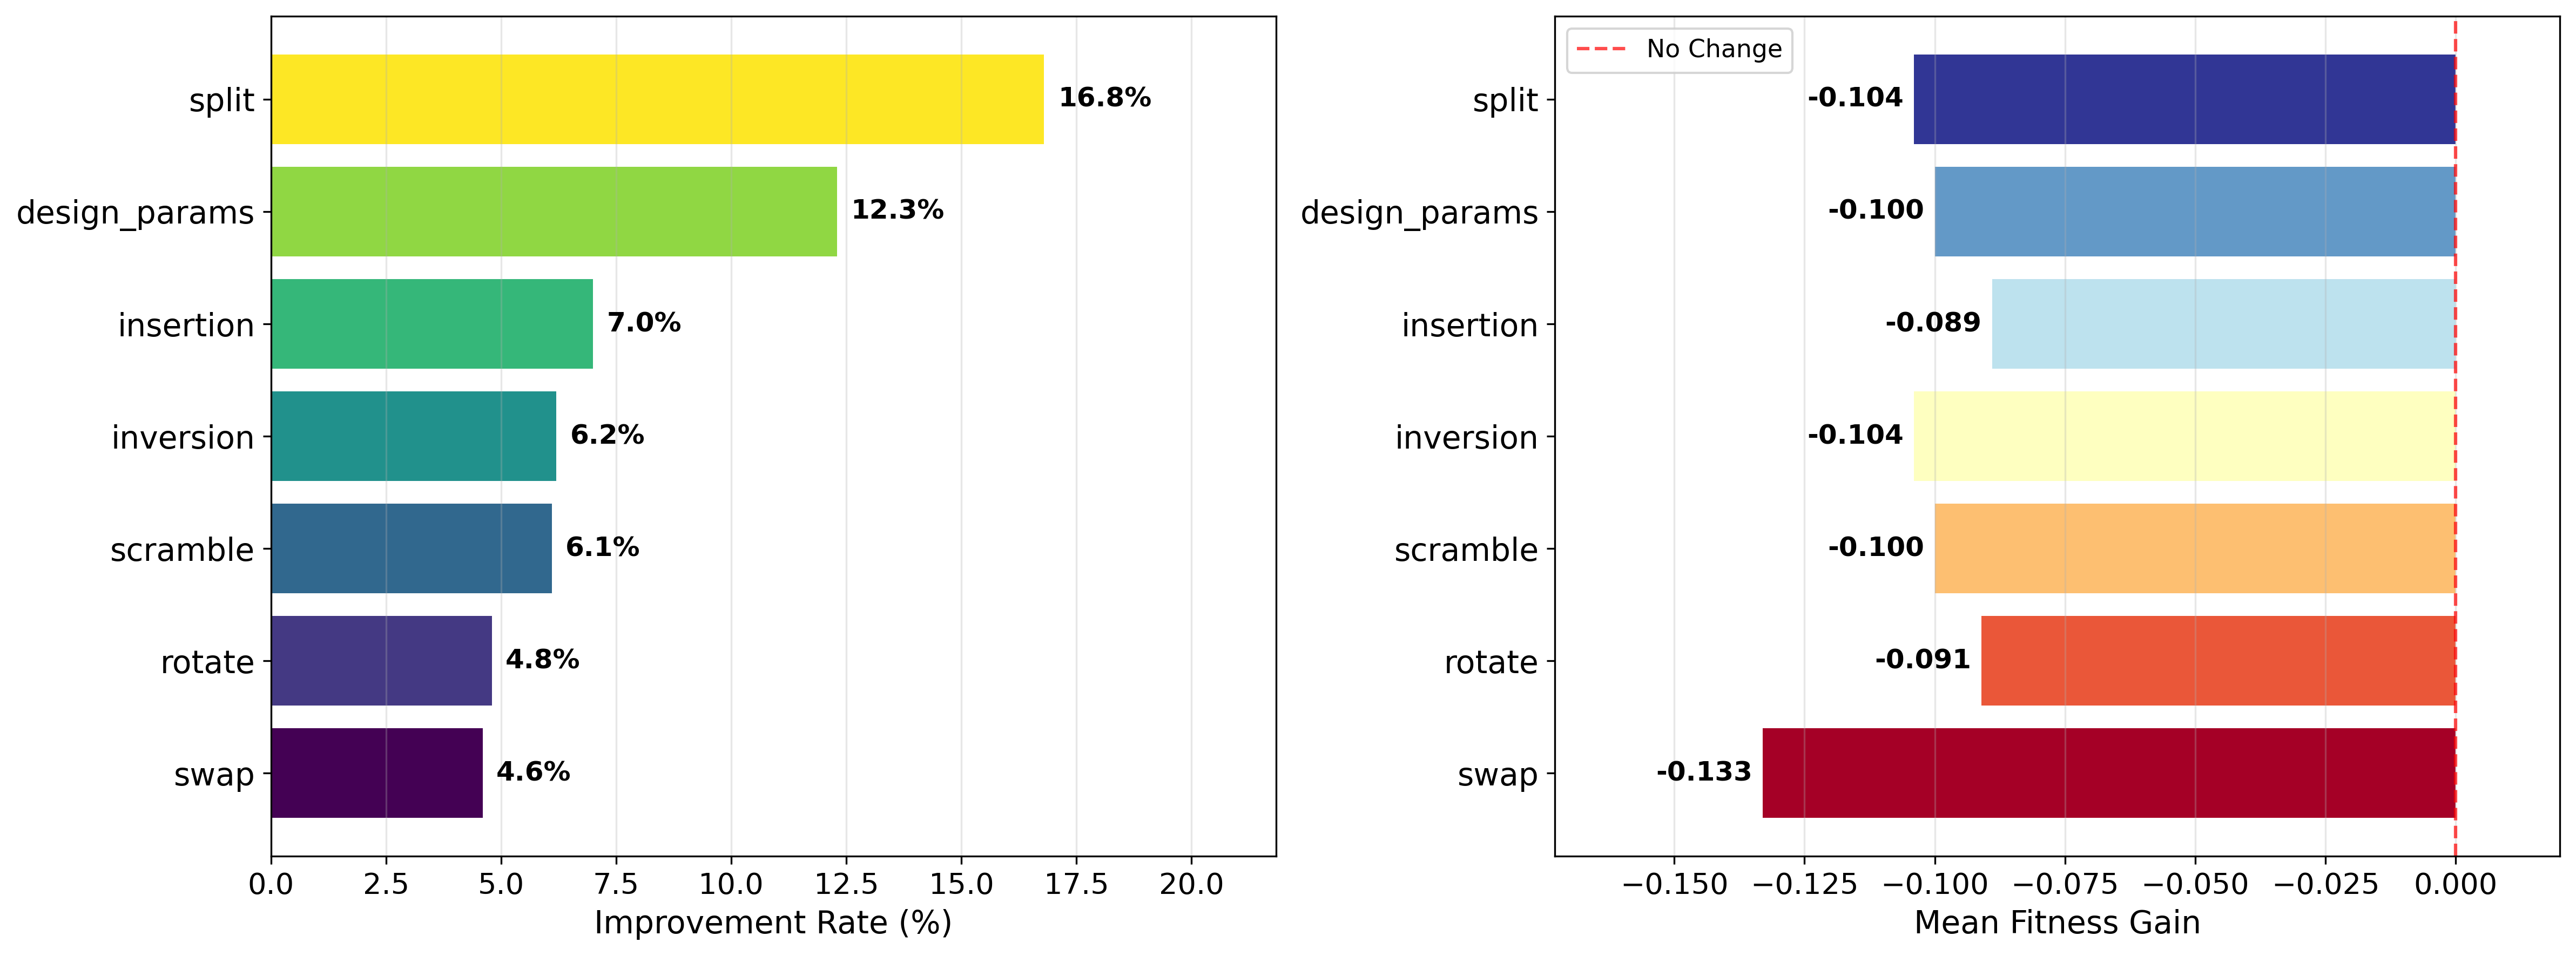 split
16.8%
design_params
12.3%
insertion
7.0%
inversion
6.2%
scramble
6.1%
rotate
4.8%
swap
4.6%
0.0 2.5 5.0 7.5 10.0 12.5 15.0 17.5 20.0
Improvement Rate (%)
No Change
split
-0.104
design_params
-0.100
insertion
-0.089
inversion
-0.104
scramble
-0.100
rotate
-0.091
swap
-0.133
−0.150 −0.125 −0.100 −0.075 −0.050 −0.025 0.000
Mean Fitness Gain